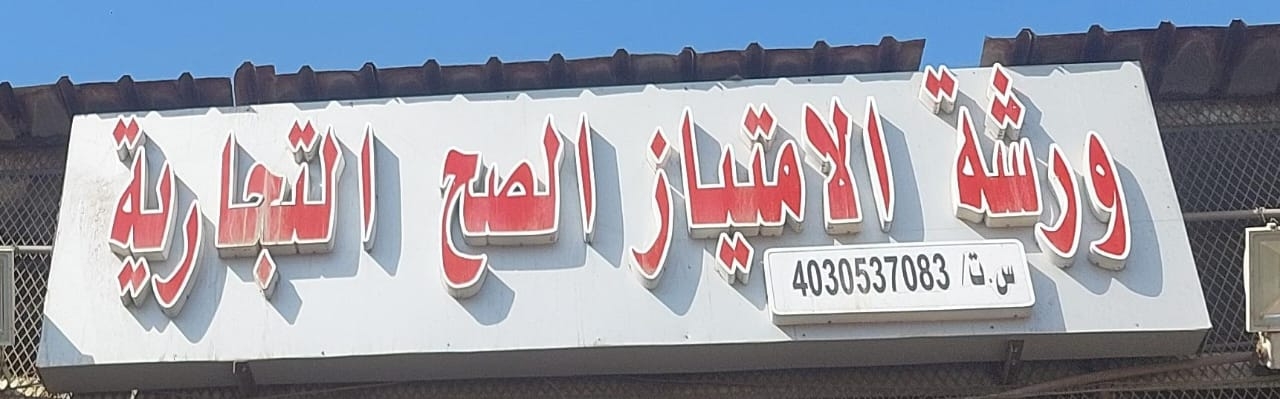 ورشة الامتياز الصح التجارية
س.ت/ 4030537083